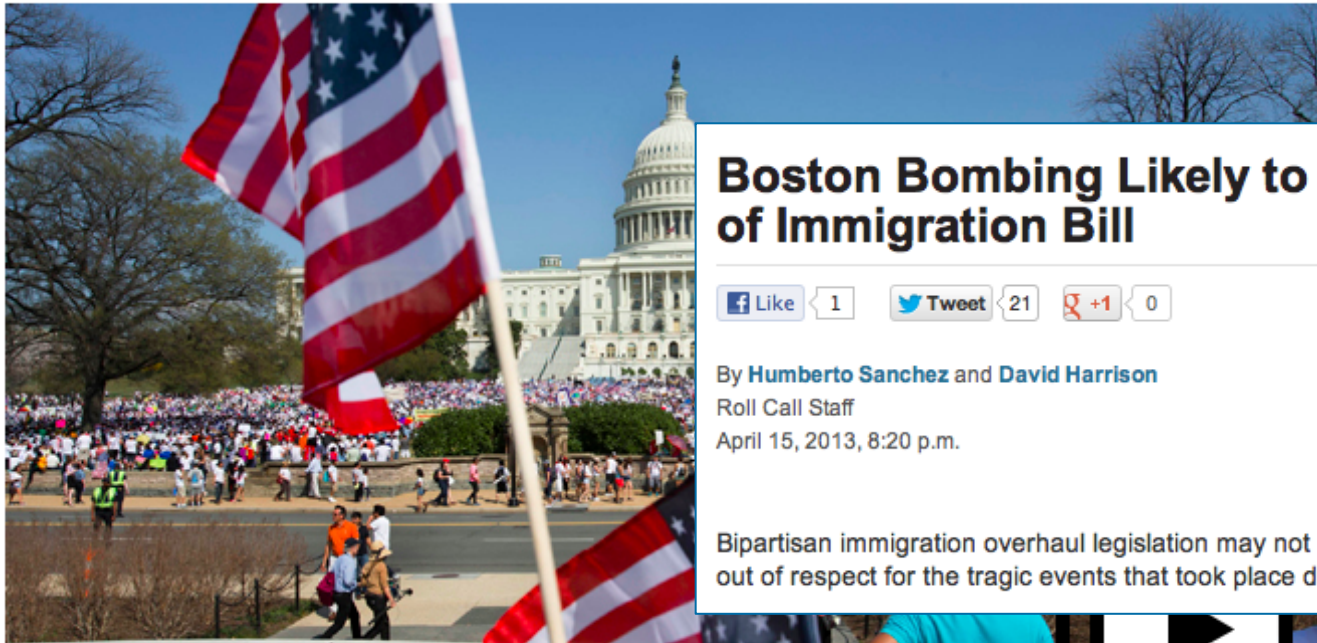 Boston Bombing Likely to
of Immigration Bill
Like 1 Tweet 21 +1 0
By Humberto Sanchez and David Harrison
Roll Call Staff
April 15, 2013, 8:20 p.m.
Bipartisan immigration overhaul legislation may not
out of respect for the tragic events that took place d